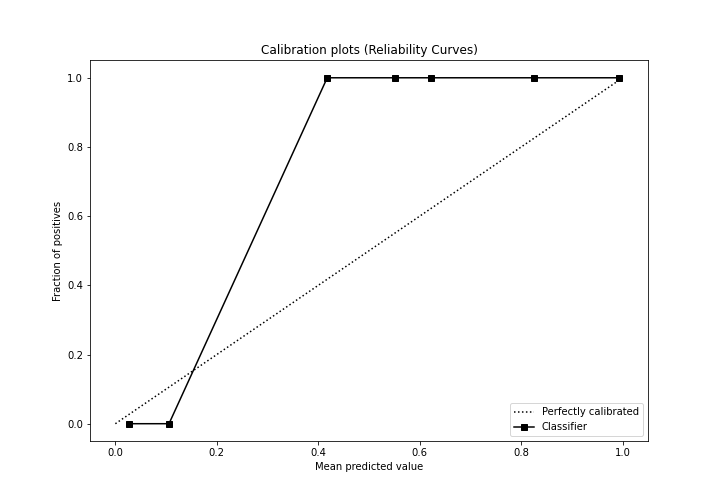 Calibration plots (Reliability Curves)
1.0
0.8
0.6
0.4
0.2
0.0
Fraction of positives
0.0 0.2 0.4 0.6 0.8 1.0
Mean predicted value
Perfectly calibrated
Classifier